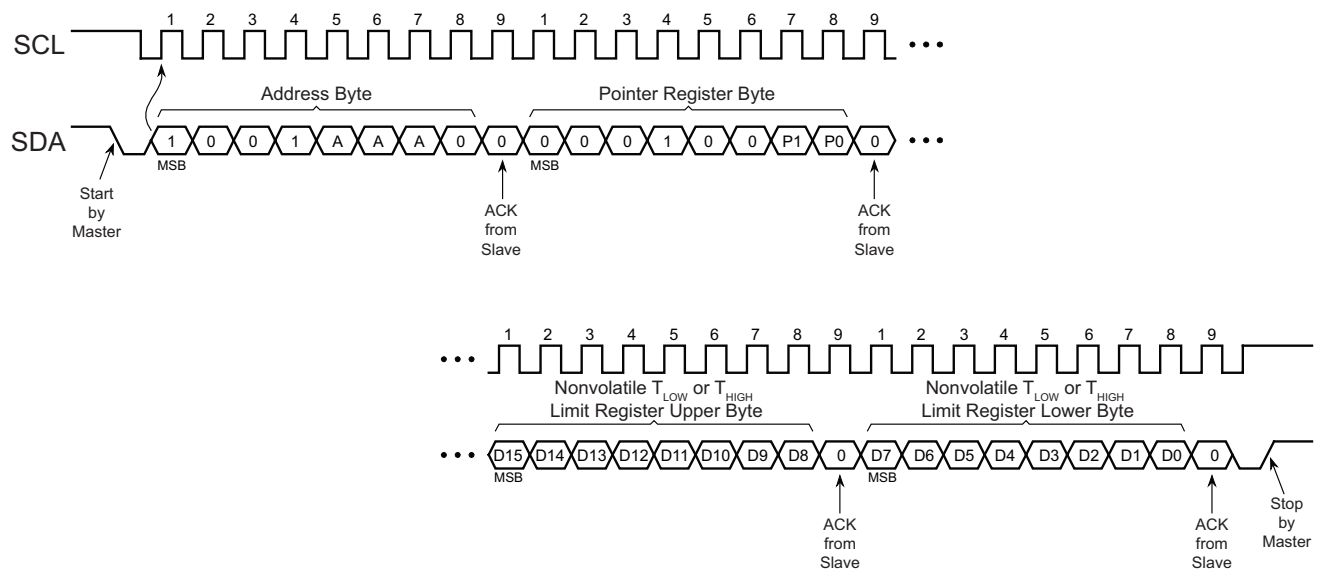 1 2 3 4 5 6 7 8 9 1 2 3 4 5 6 7 8 9
SCL
Address Byte Pointer Register Byte
SDA 1 0 0 1 A A A 0 0 0 0 0 1 0 0 P1 P0 0
MSB MSB
Start
by
Master
ACK
from
Slave
ACK
from
Slave
1 2 3 4 5 6 7 8 9 1 2 3 4 5 6 7 8 9
Nonvolatile TLOW or THIGH
Limit Register Upper Byte
Nonvolatile TLOW or THIGH
Limit Register Lower Byte
D15 D14 D13 D12 D11 D10 D9 D8 0 D7 D6 D5 D4 D3 D2 D1 D0 0
MSB MSB
ACK
from
Slave
ACK
from
Slave
Stop
by
Master